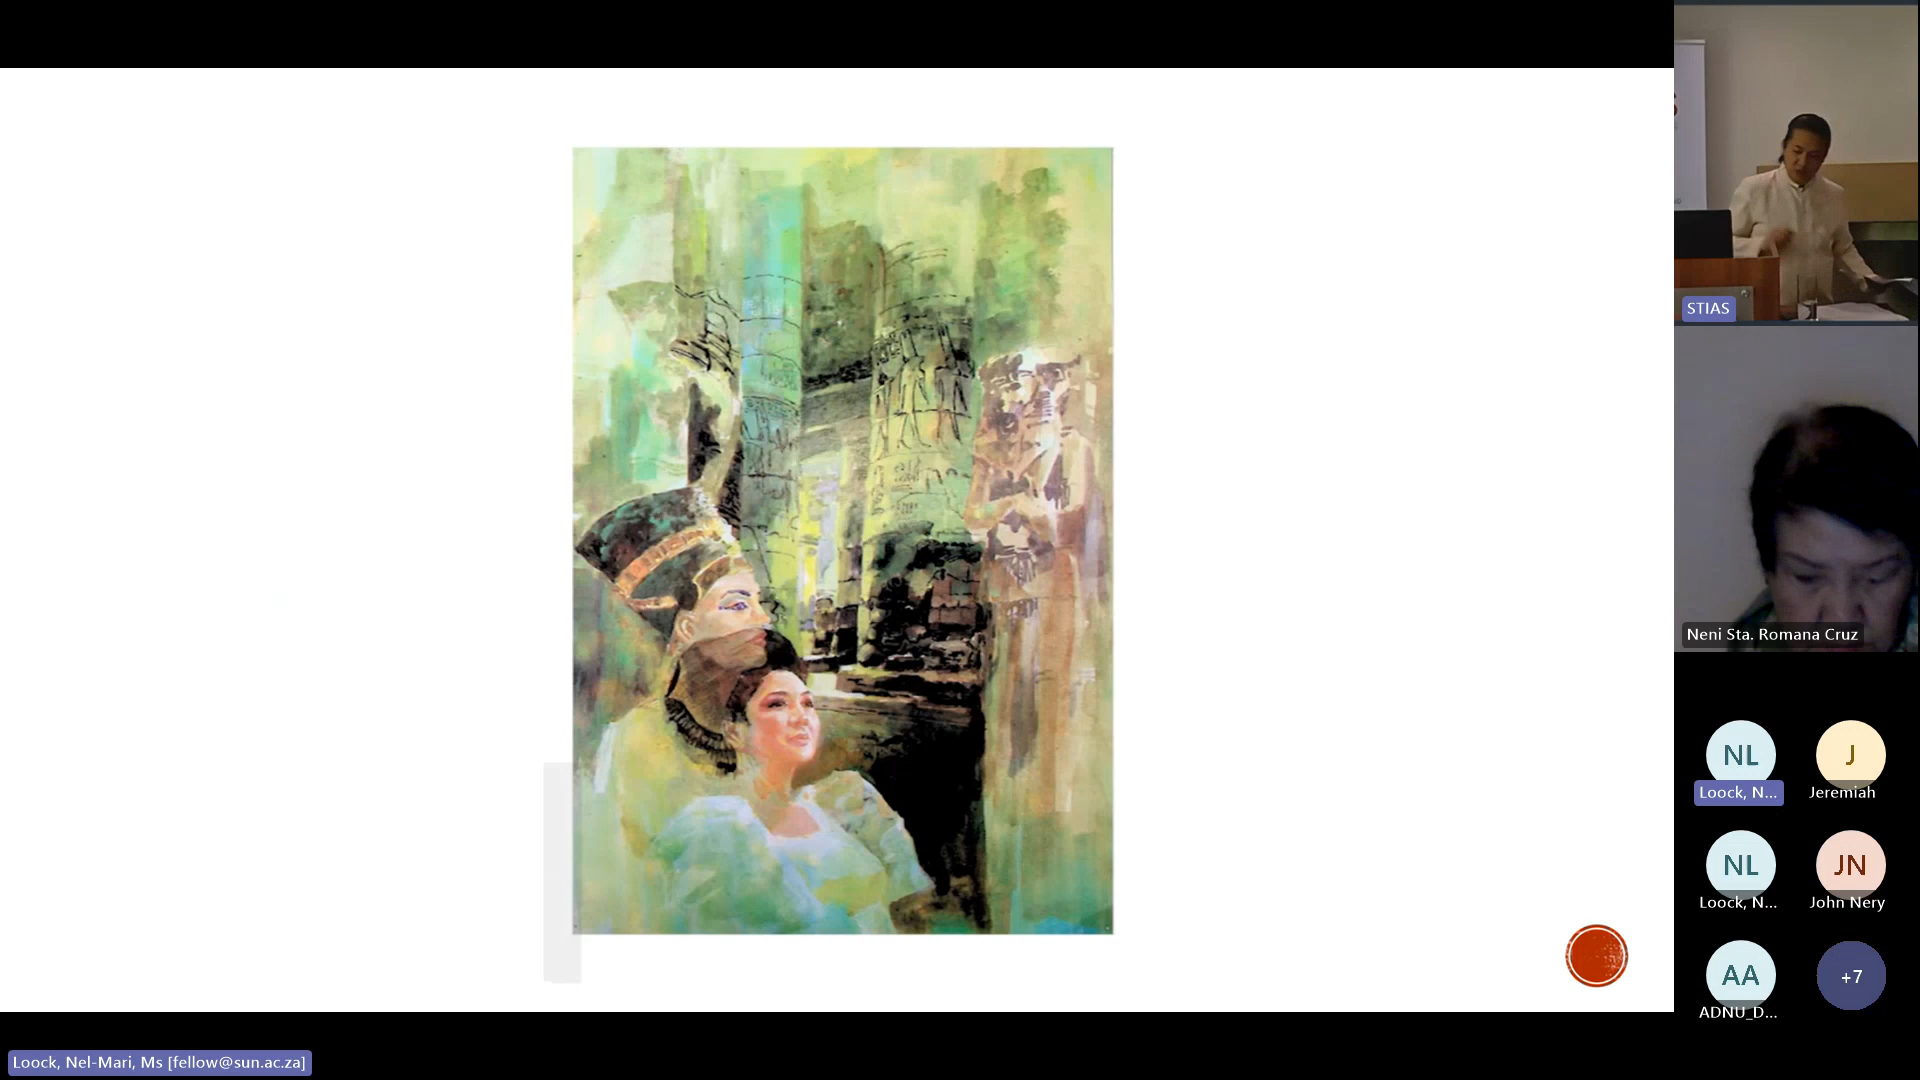 STIAS
Neni Sta. Romana Cruz
NL
Loock, N...
J
Jeremiah
NL
Loock, N...
JN
John Nery
AA
ADNU_D...
+7
Loock, Nel-Mari, Ms [fellow@sun.ac.za]